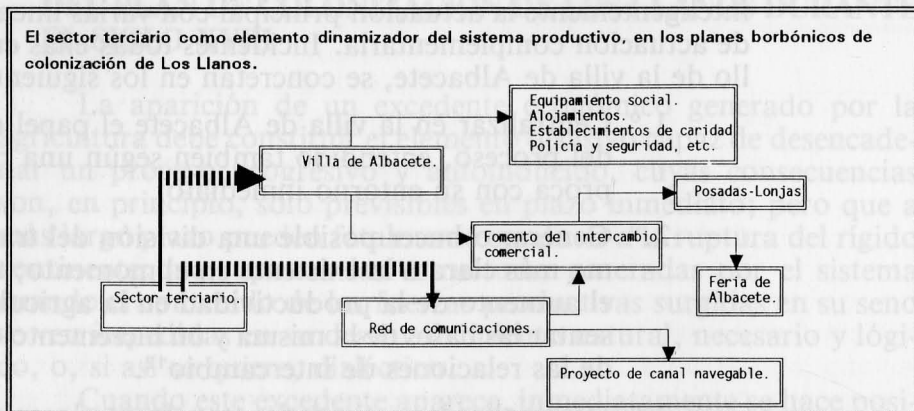 El sector terciario como elemento dinamizador del sistema productivo, en los planes borbónicos de
colonización de Los Llanos.
Equipamiento social.
Alojamientos.
Establecimientos de caridad
Policía y seguridad, etc.
Villa de Albacete.
Posadas-Lonjas
Fomento del intercambio
comercial.
Feria de
Albacete.
Sector terciario.
Red de comunicaciones.
Proyecto de canal navegable.